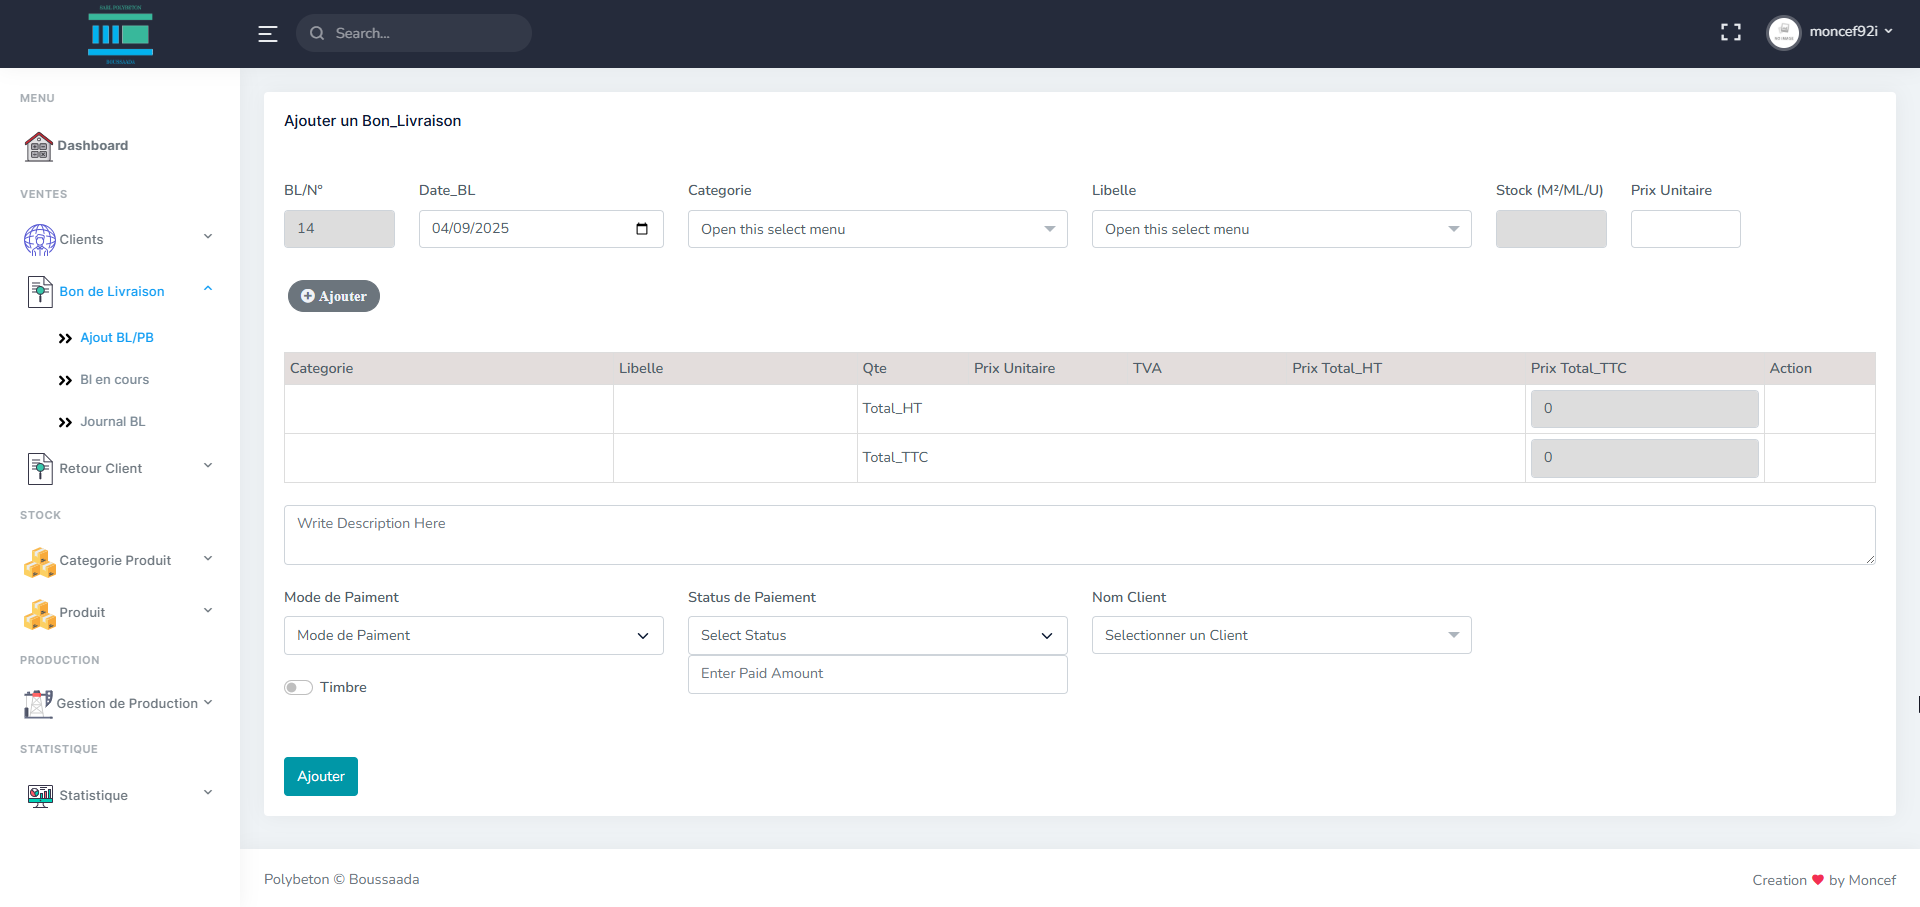 SARL POLYBETON
BOUSSAADA
Search...
moncef92i
MENU
Dashboard
VENTES
Clients
Bon de Livraison
Ajout BL/PB
Bl en cours
Journal BL
Retour Client
STOCK
Categorie Produit
Produit
PRODUCTION
Gestion de Production
STATISTIQUE
Statistique
Ajouter un Bon_Livraison
BL/N° Date_BL Categorie Libelle Stock (M²/ML/U) Prix Unitaire
14 04/09/2025 Open this select menu Open this select menu
Ajouter
Categorie Libelle Qte Prix Unitaire TVA Prix Total_HT Prix Total_TTC Action
Total_HT 0
Total_TTC 0
Write Description Here
Mode de Paiment Status de Paiement Nom Client
Mode de Paiment Select Status Selectionner un Client
Enter Paid Amount
Timbre
Ajouter
Polybeton © Boussaada
Creation ♥ by Moncef